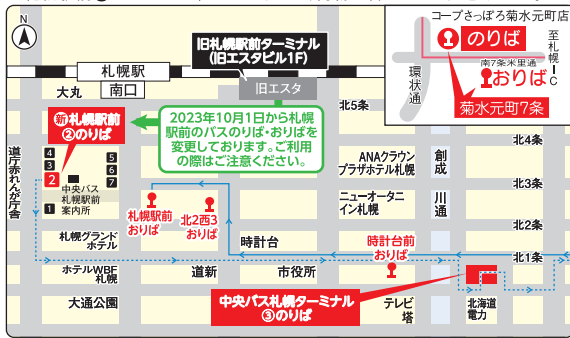 N
旧札幌駅前ターミナル
(旧エスタビル1F)
札幌駅
南口
大丸
旧エスタ
コープさっぽろ菊水元町店
のりば
至札幌IC
南7条米里通
おりば
環状通
菊水元町7条
新札幌駅前
②のりば
2023年10月1日から札幌
駅前のバスのりば・おりばを
変更しております。ご利用
の際はご注意ください。
北5条
北4条
北3条
北2条
北1条
道庁赤れんが庁舎
4
3
2
1
5
6
7
中央バス
札幌駅前
案内所
ANAクラウン
プラザホテル札幌
創成
川通
ニューオータニ
イン札幌
札幌駅前
おりば
北2西3
おりば
札幌グランド
ホテル
時計台
時計台前
おりば
ホテルWBF
札幌
道新
市役所
大通公園
中央バス札幌ターミナル
③のりば
テレビ
塔
北海道
電力